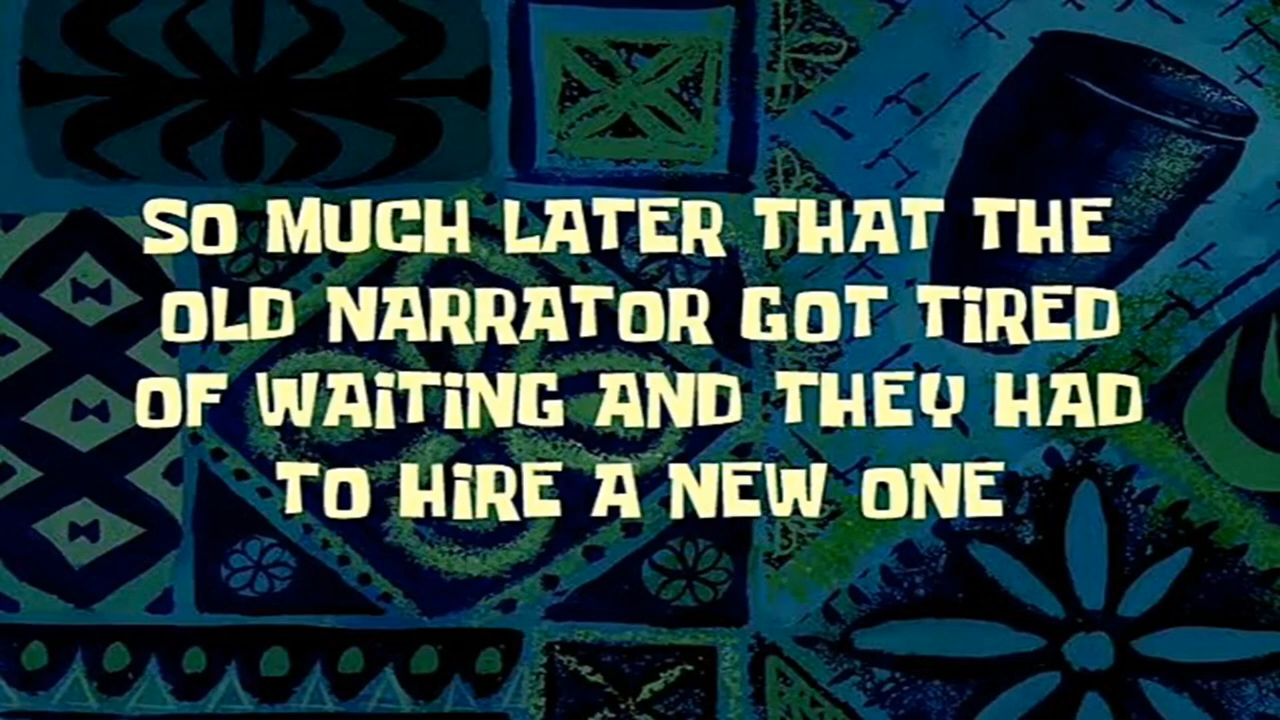 SO MUCH LATER THAT THE
OLD NARRATOR GOT TiRED
OF WAiTiNG AND THEY HAD
TO HiRE A NEW ONE